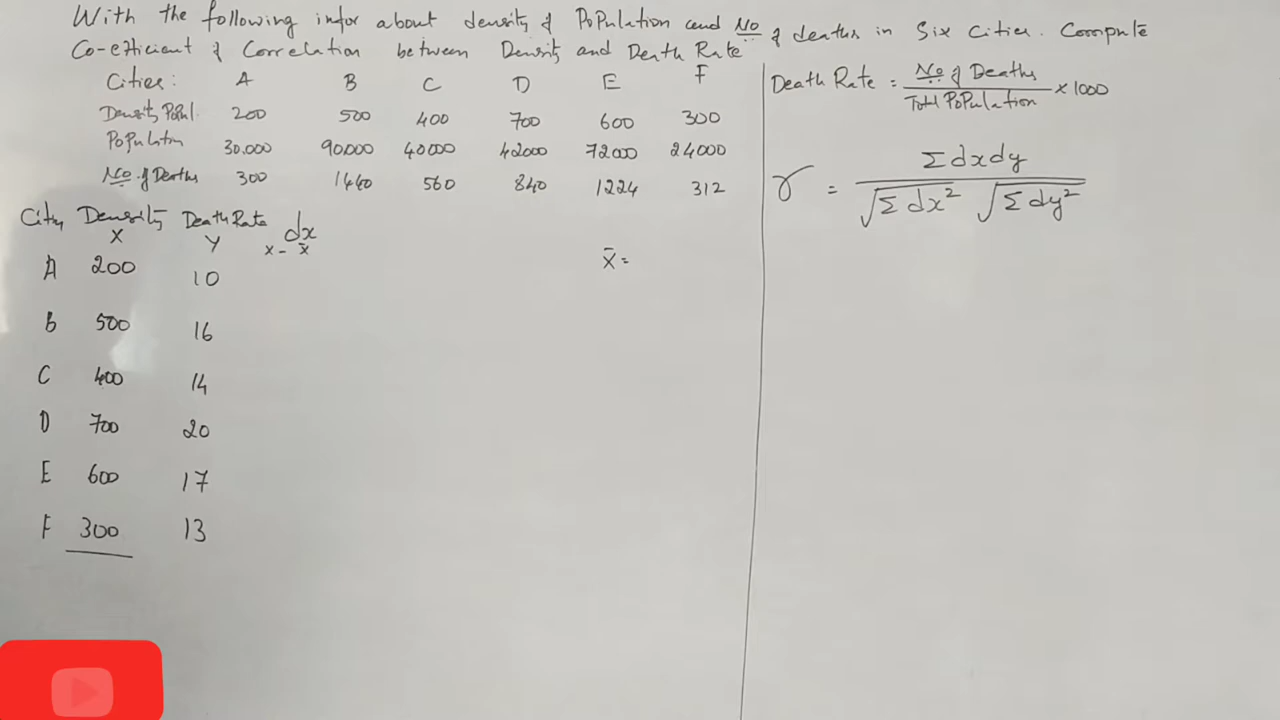 With the following infor about density of Population and No of deaths in Six Cities. Compute
Co-efficient of Correlation between Density and Death Rate
Cities: A B C D E F
Density Popul. 200 500 400 700 600 300
Population 30.000 90000 40000 42000 72000 24000
No. of Deaths 300 1440 560 840 1224 312
Death Rate = No of Deaths / Total Population × 1000
r = Σdxdy / √Σdx² √Σdy²
City Density Death Rate dx
X Y x - x̄
A 200 10
B 500 16
C 400 14
D 700 20
E 600 17
F 300 13
X̄ =